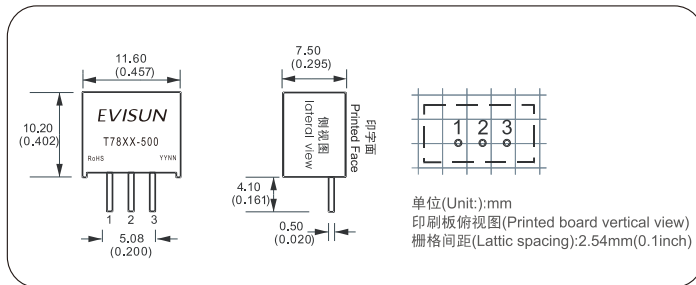 11.60
(0.457)
10.20
(0.402)
EVISUN
T78XX-500
RoHS YYNN
1 2 3
5.08
(0.200)
7.50
(0.295)
侧视图
lateral view
印字面
Printed Face
4.10
(0.161)
0.50
(0.020)
1 2 3
单位(Unit:):mm
印刷板俯视图(Printed board vertical view)
栅格间距(Lattic spacing):2.54mm(0.1inch)